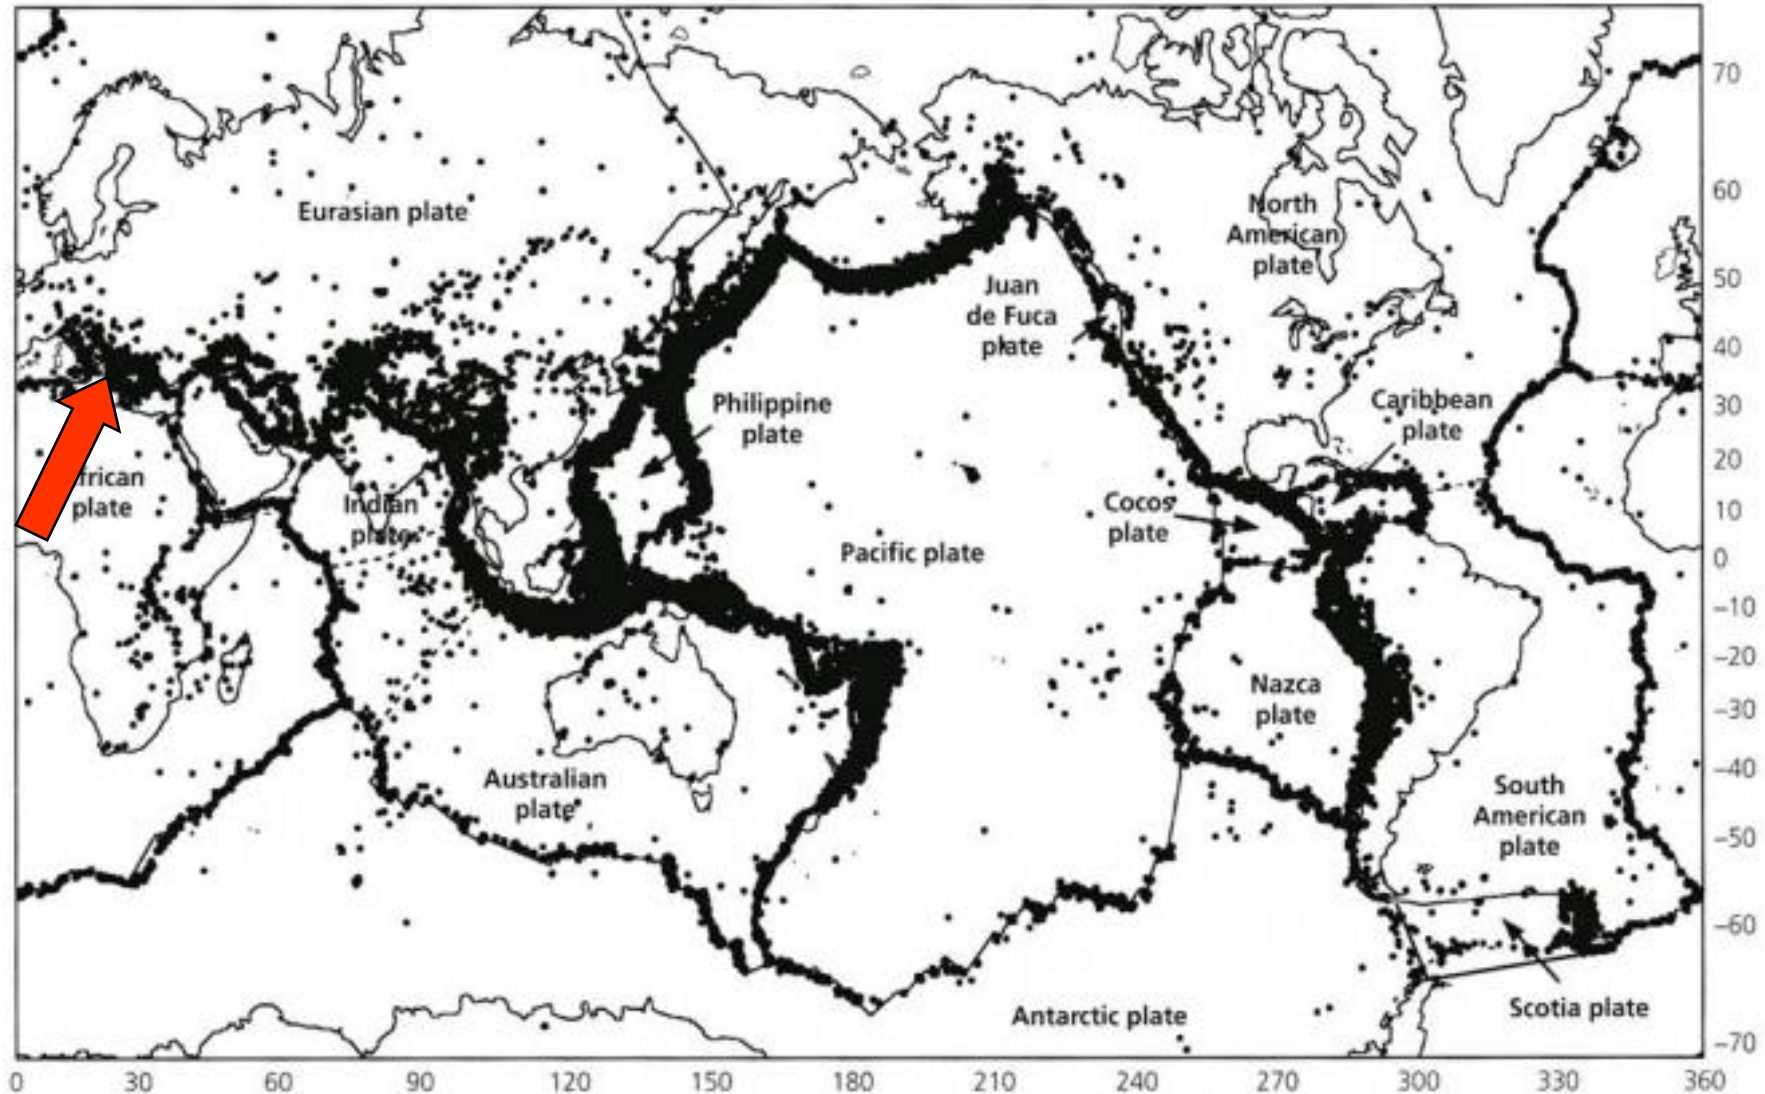 Eurasian plate
North
American
plate
Juan
de Fuca
plate
Philippine
plate
Caribbean
plate
frican
plate
Indian
plate
Cocos
plate
Pacific plate
Nazca
plate
Australian
plate
South
American
plate
Scotia plate
Antarctic plate
70
60
50
40
30
20
10
0
−10
−20
−30
−40
−50
−60
−70
0 30 60 90 120 150 180 210 240 270 300 330 360